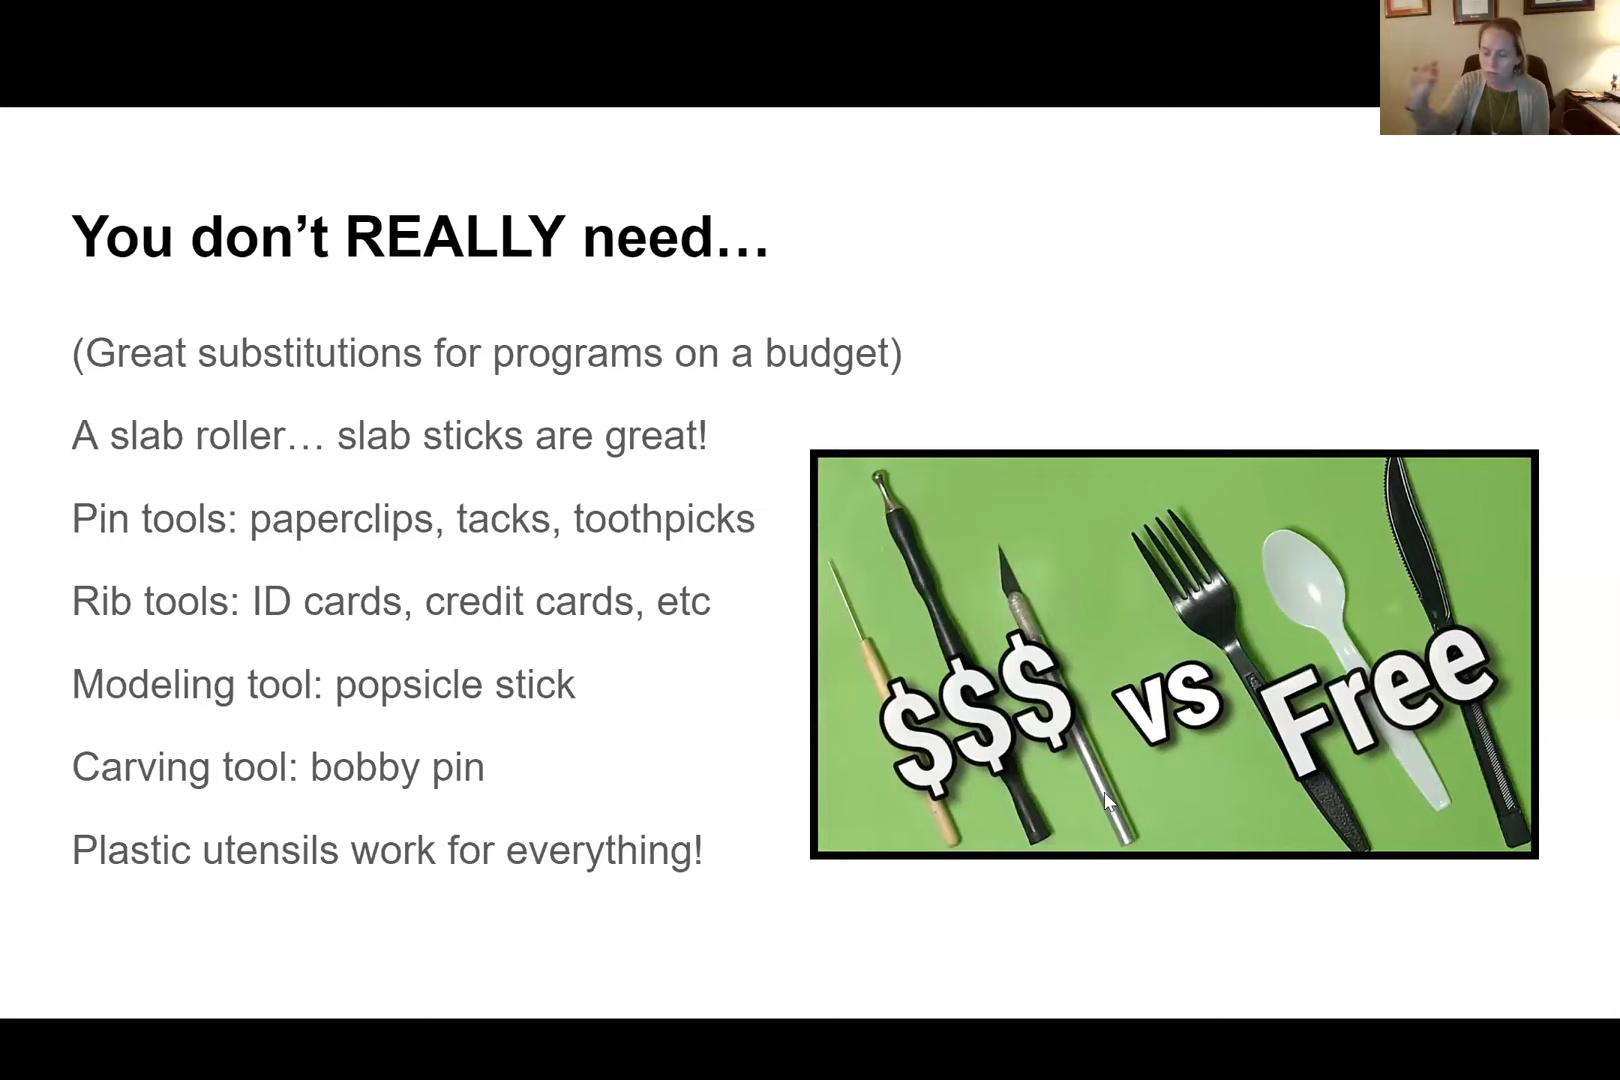 You don’t REALLY need…
(Great substitutions for programs on a budget)
A slab roller… slab sticks are great!
Pin tools: paperclips, tacks, toothpicks
Rib tools: ID cards, credit cards, etc
Modeling tool: popsicle stick
Carving tool: bobby pin
Plastic utensils work for everything!
$$$ vs Free